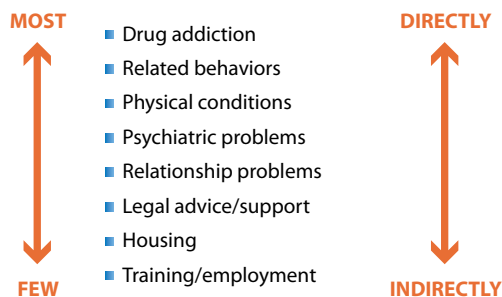 MOST
DIRECTLY
Drug addiction
Related behaviors
Physical conditions
Psychiatric problems
Relationship problems
Legal advice/support
Housing
Training/employment
FEW
INDIRECTLY